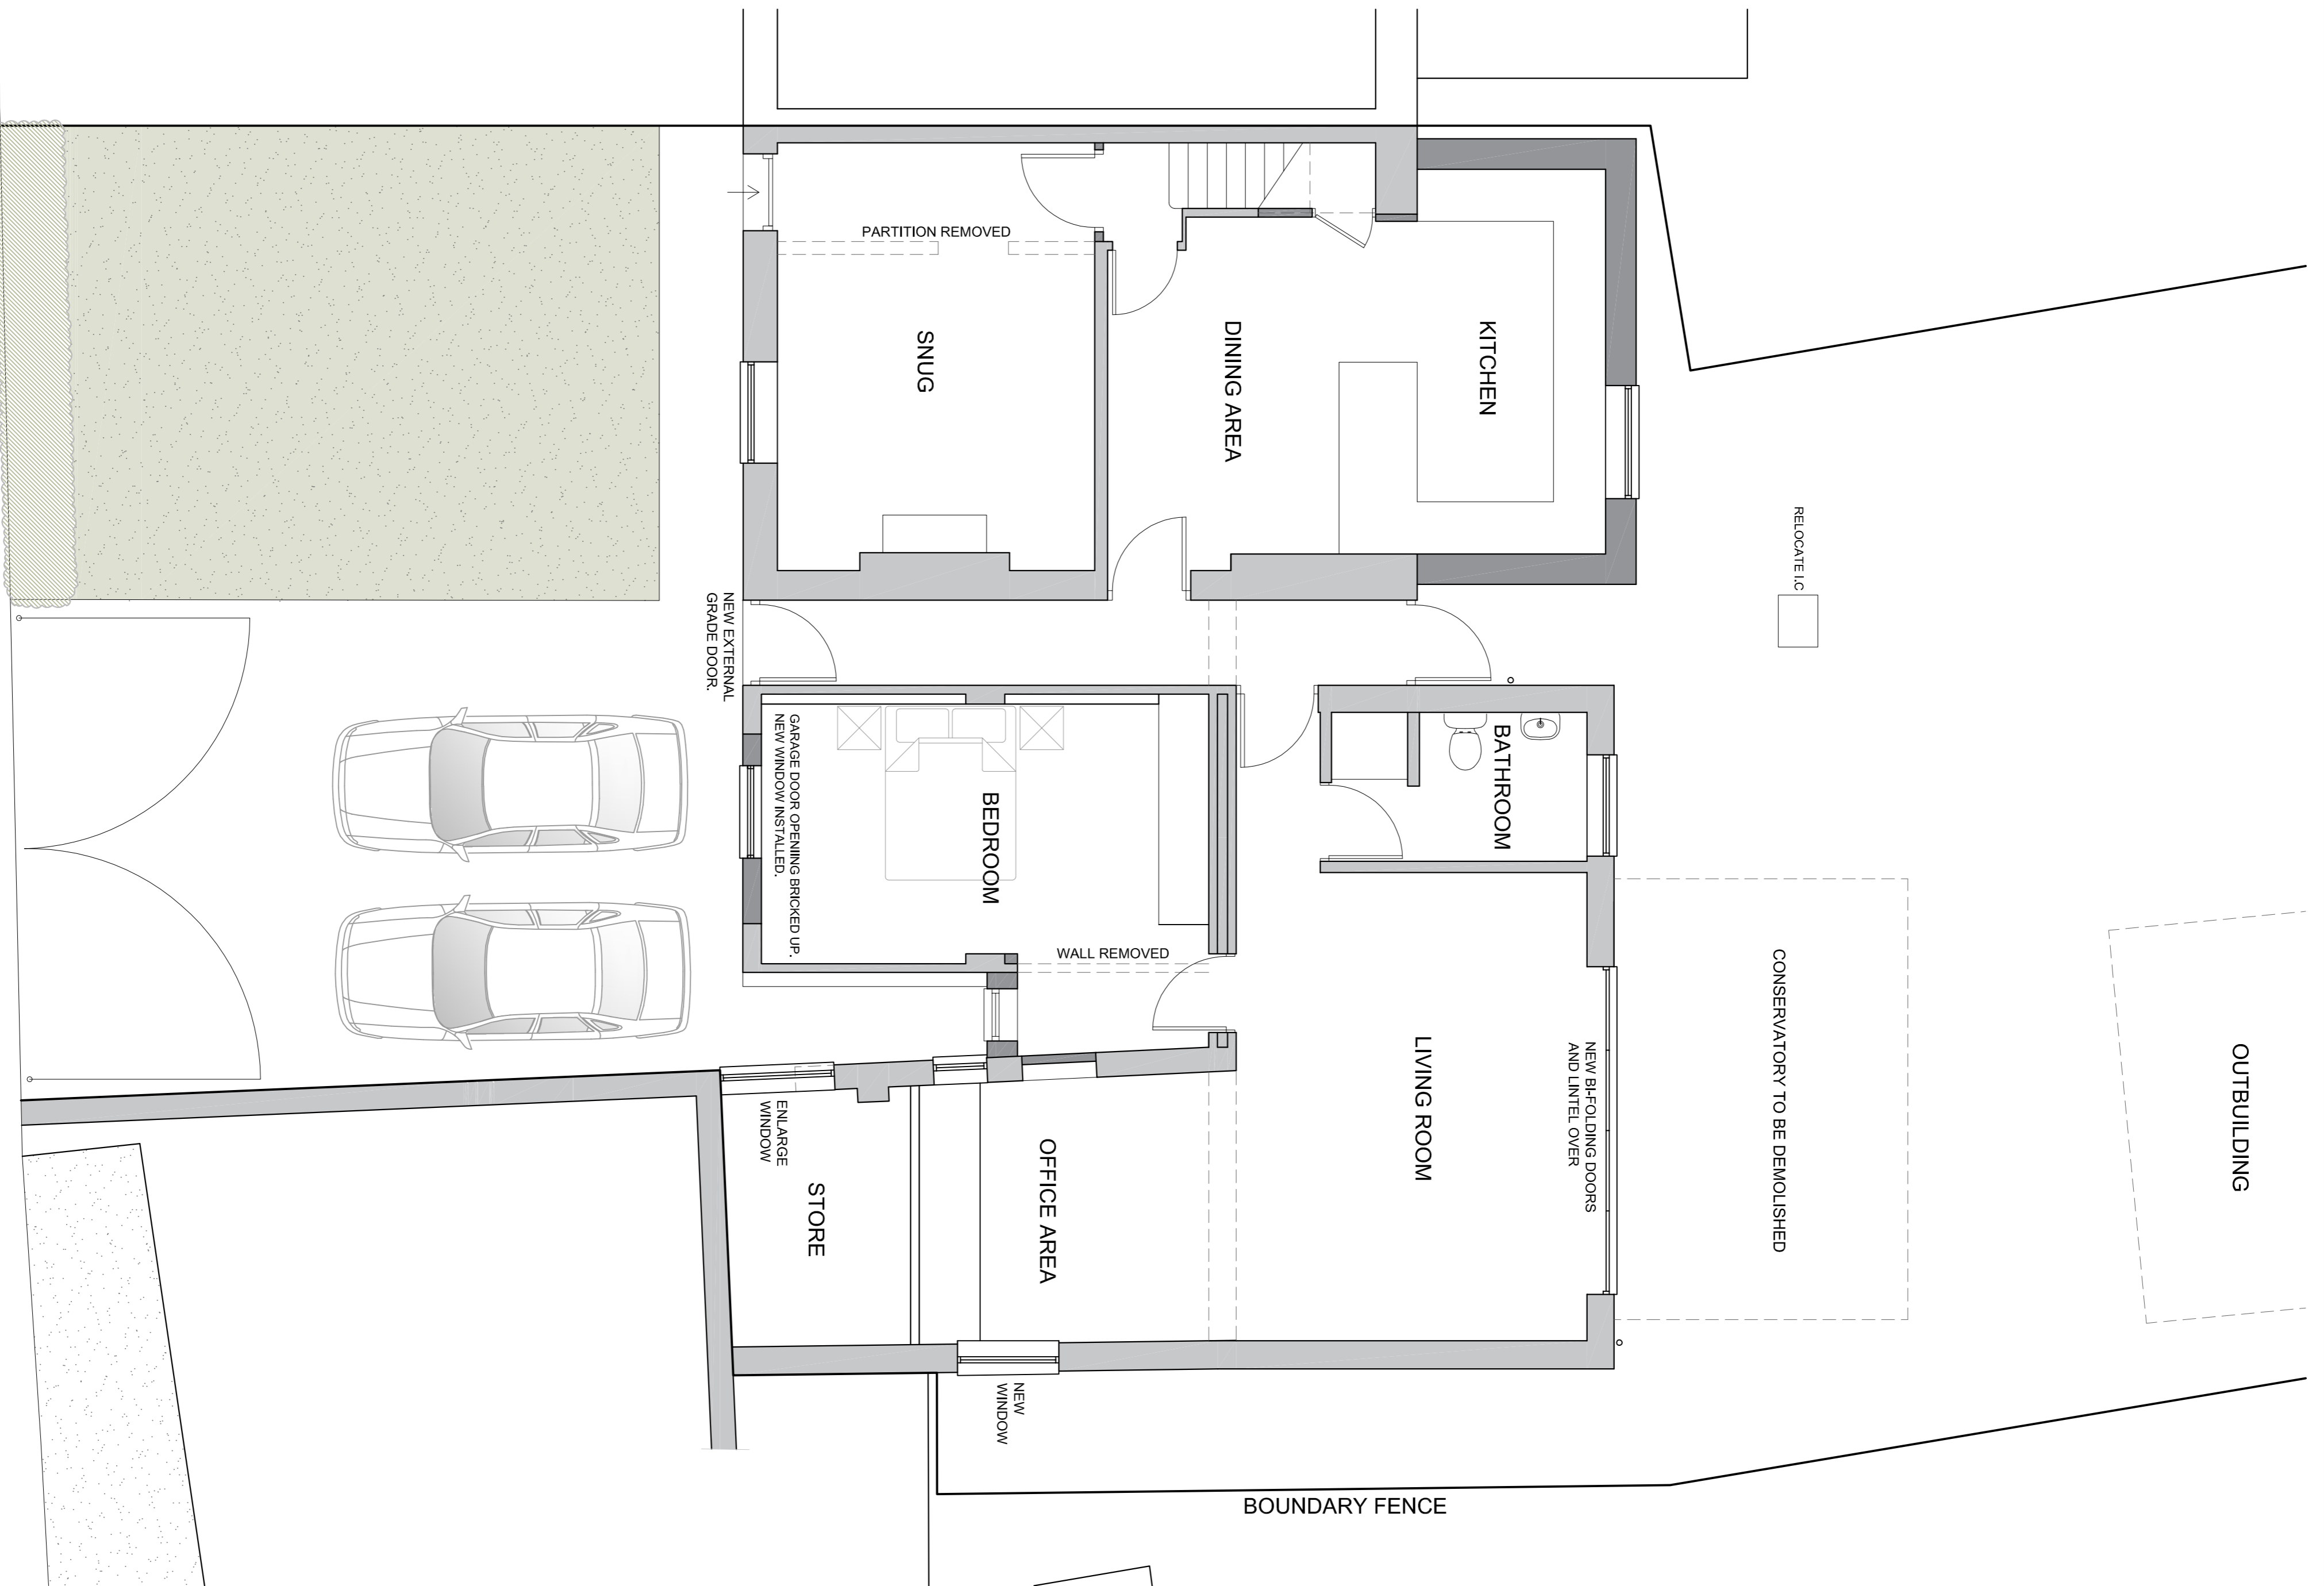 PARTITION REMOVED
SNUG
DINING AREA
KITCHEN
RELOCATE I.C
NEW EXTERNAL
GRADE DOOR.
GARAGE DOOR OPENIING BRICKED UP.
NEW WINDOW INSTALLED.
BEDROOM
BATHROOM
WALL REMOVED
LIVING ROOM
NEW BI-FOLDING DOORS
AND LINTEL OVER
CONSERVATORY TO BE DEMOLISHED
OUTBUILDING
ENLARGE
WINDOW
STORE
OFFICE AREA
NEW
WINDOW
BOUNDARY FENCE